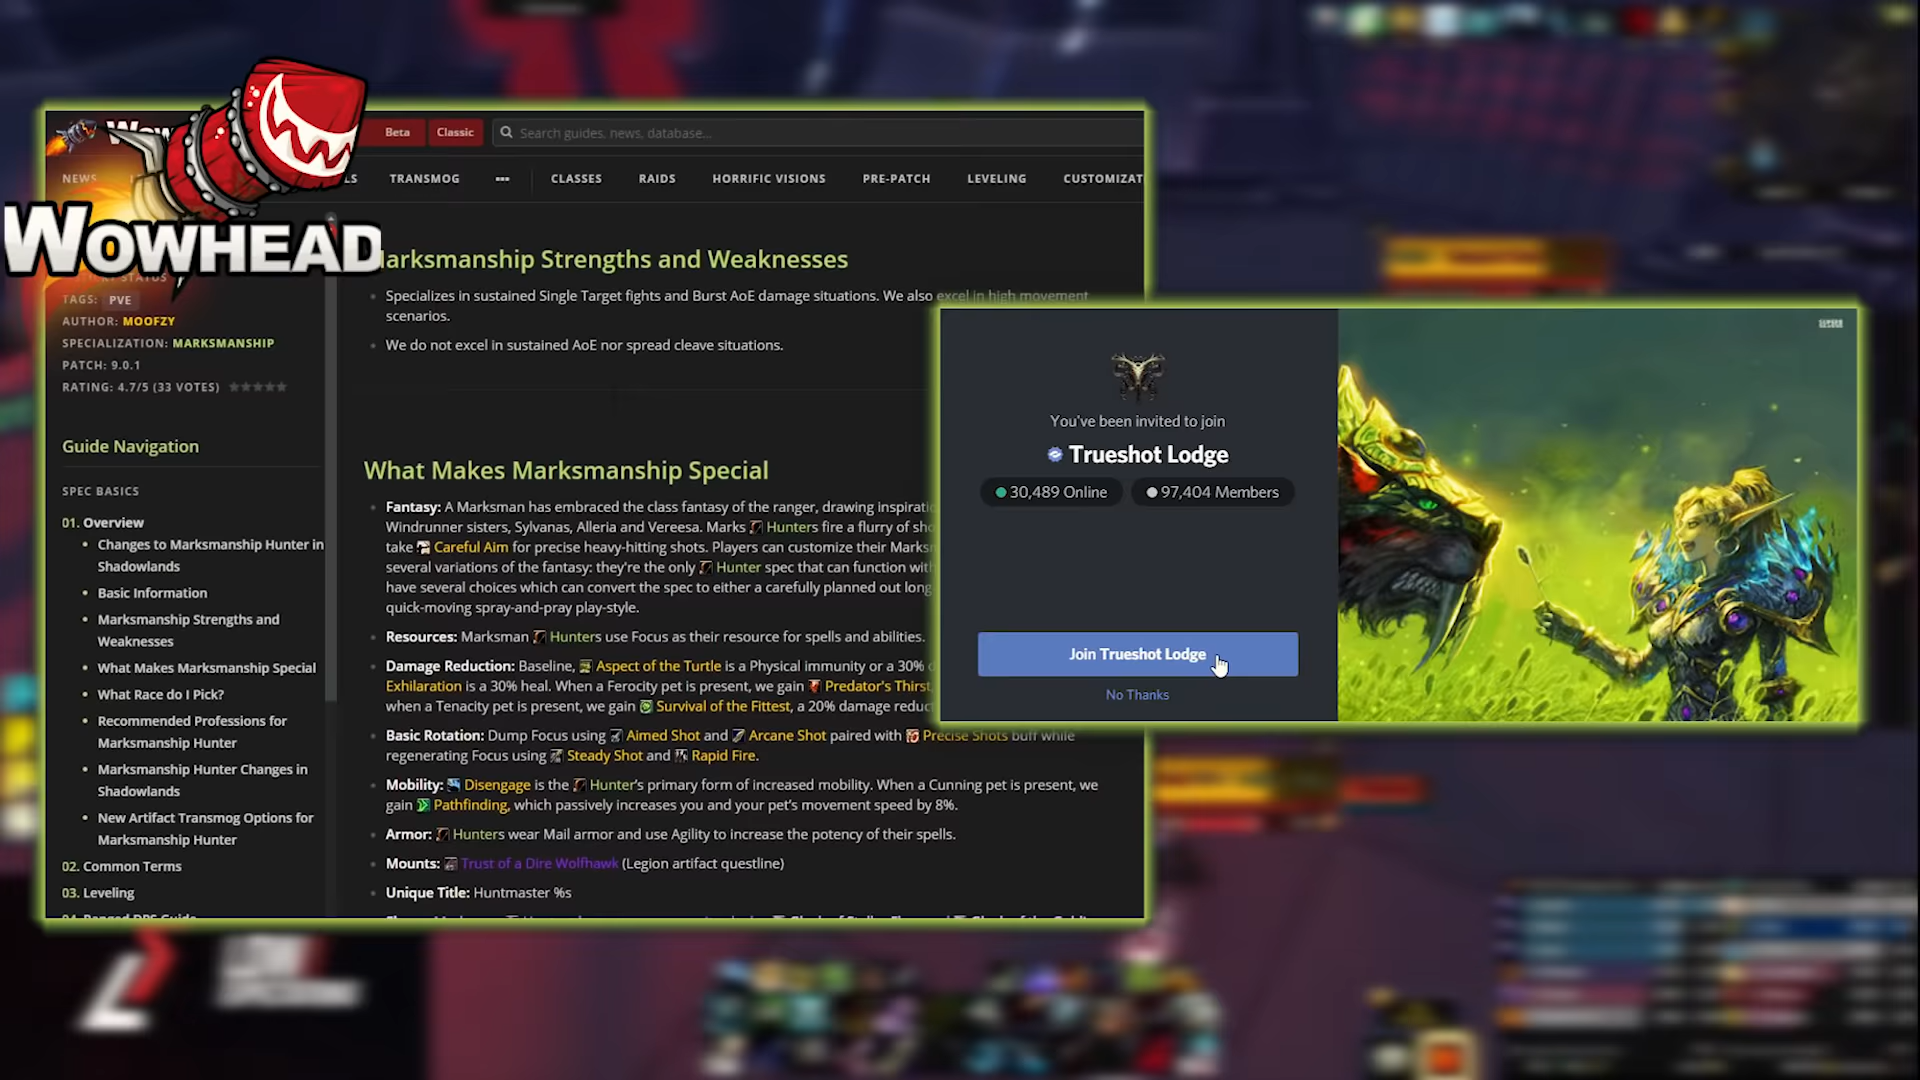 WOWHEAD
Beta
Classic
Search guides, news, database...
NEWS
TRANSMOG
CLASSES
RAIDS
HORRIFIC VISIONS
PRE-PATCH
LEVELING
CUSTOMIZAT
TAGS: PVE
AUTHOR: MOOFZY
SPECIALIZATION: MARKSMANSHIP
PATCH: 9.0.1
RATING: 4.7/5 (33 VOTES)
Guide Navigation
SPEC BASICS
01. Overview
• Changes to Marksmanship Hunter in
Shadowlands
• Basic Information
• Marksmanship Strengths and
Weaknesses
• What Makes Marksmanship Special
• What Race do I Pick?
• Recommended Professions for
Marksmanship Hunter
• Marksmanship Hunter Changes in
Shadowlands
• New Artifact Transmog Options for
Marksmanship Hunter
02. Common Terms
03. Leveling
04. Ranged DPS Guide
arksmanship Strengths and Weaknesses
• Specializes in sustained Single Target fights and Burst AoE damage situations. We also excel in high movement
scenarios.
• We do not excel in sustained AoE nor spread cleave situations.
What Makes Marksmanship Special
• Fantasy: A Marksman has embraced the class fantasy of the ranger, drawing inspirati
Windrunner sisters, Sylvanas, Alleria and Vereesa. Marks Hunters fire a flurry of sho
take Careful Aim for precise heavy-hitting shots. Players can customize their Marks
several variations of the fantasy: they're the only Hunter spec that can function wit
have several choices which can convert the spec to either a carefully planned out long
quick-moving spray-and-pray play-style.
• Resources: Marksman Hunters use Focus as their resource for spells and abilities.
• Damage Reduction: Baseline, Aspect of the Turtle is a Physical immunity or a 30%
Exhilaration is a 30% heal. When a Ferocity pet is present, we gain Predator's Thirst,
when a Tenacity pet is present, we gain Survival of the Fittest, a 20% damage reduc
• Basic Rotation: Dump Focus using Aimed Shot and Arcane Shot paired with Precise Shots buff while
regenerating Focus using Steady Shot and Rapid Fire.
• Mobility: Disengage is the Hunter's primary form of increased mobility. When a Cunning pet is present, we
gain Pathfinding, which passively increases you and your pet's movement speed by 8%.
• Armor: Hunters wear Mail armor and use Agility to increase the potency of their spells.
• Mounts: Trust of a Dire Wolfhawk (Legion artifact questline)
• Unique Title: Huntmaster %s
You've been invited to join
Trueshot Lodge
30,489 Online
97,404 Members
Join Trueshot Lodge
No Thanks